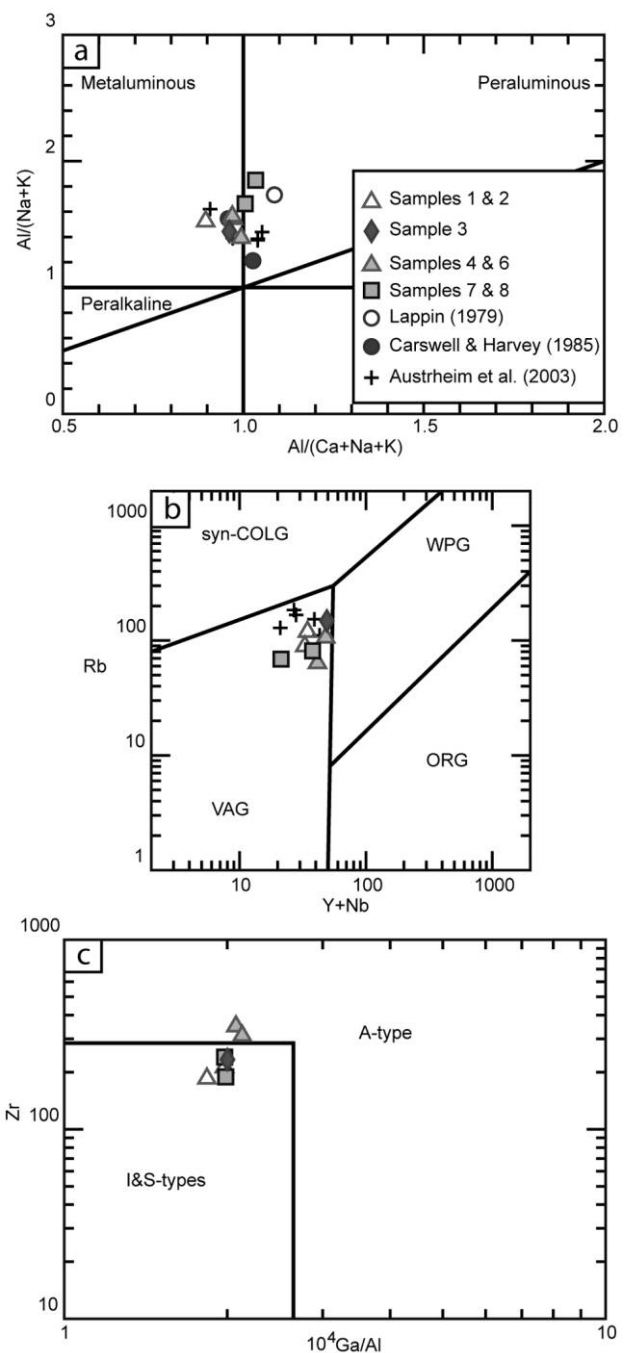 a
3
2
1
0
Al/(Na+K)
Metaluminous
Peraluminous
Peralkaline
Samples 1 & 2
Sample 3
Samples 4 & 6
Samples 7 & 8
Lappin (1979)
Carswell & Harvey (1985)
Austrheim et al. (2003)
0.5
1.0
2.0
Al/(Ca+Na+K)
b
1000
100
10
1
Rb
syn-COLG
WPG
VAG
ORG
10
100
1000
Y+Nb
c
1000
100
10
Zr
A-type
I&S-types
1
10
10⁴Ga/Al